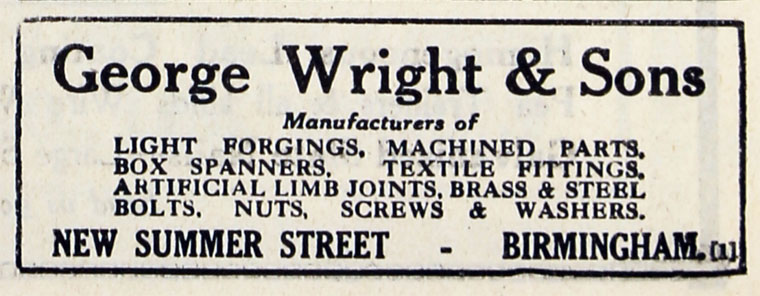 George Wright & Sons
Manufacturers of
LIGHT FORGINGS, MACHINED PARTS,
BOX SPANNERS, TEXTILE FITTINGS,
ARTIFICIAL LIMB JOINTS, BRASS & STEEL
BOLTS, NUTS, SCREWS & WASHERS.
NEW SUMMER STREET - BIRMINGHAM. [1]